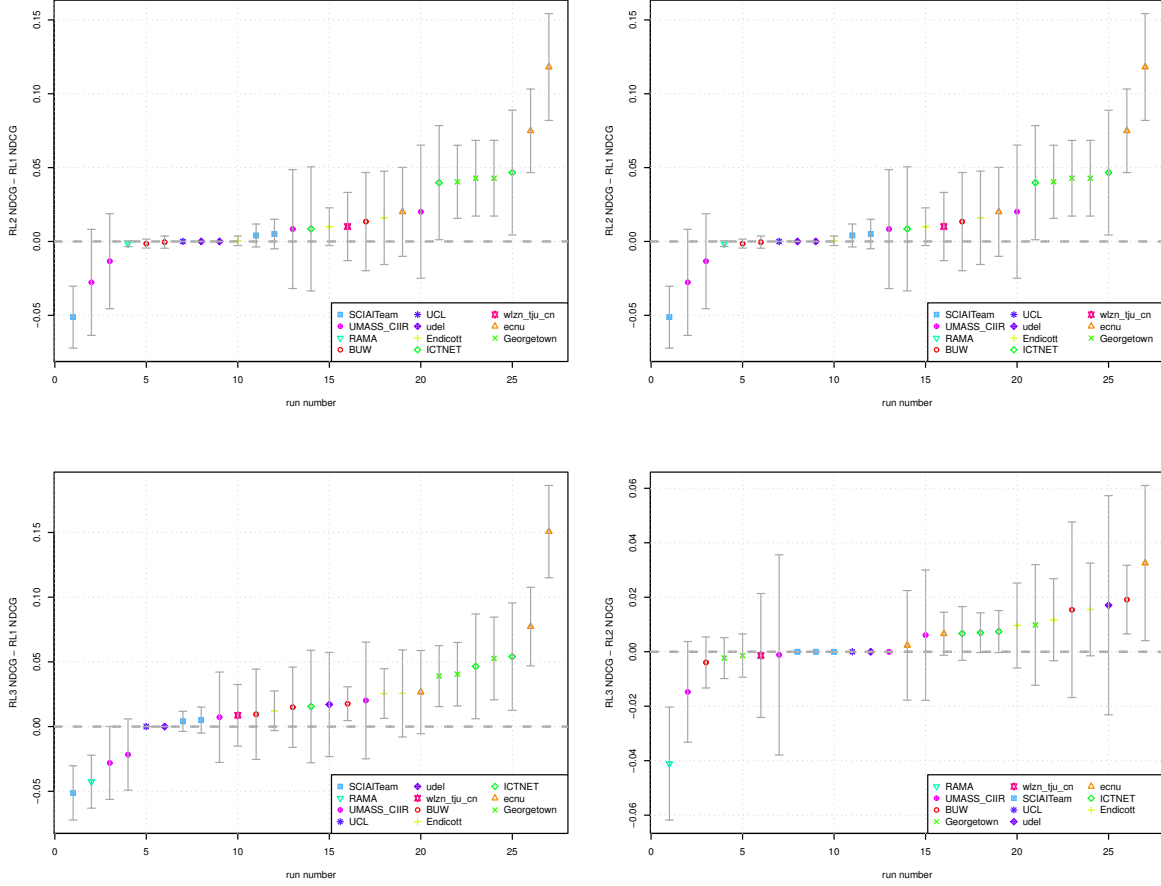 RL2 NDCG − RL1 NDCG
0.15
0.10
0.05
0.00
−0.05
0 5 10 15 20 25
run number
SCIAITeam UCL wlzn_tju_cn
UMASS_CIIR udel ecnu
RAMA Endicott Georgetown
BUW ICTNET
RL2 NDCG − RL1 NDCG
0.15
0.10
0.05
0.00
−0.05
0 5 10 15 20 25
run number
SCIAITeam UCL wlzn_tju_cn
UMASS_CIIR udel ecnu
RAMA Endicott Georgetown
BUW ICTNET
RL3 NDCG − RL1 NDCG
0.15
0.10
0.05
0.00
−0.05
0 5 10 15 20 25
run number
SCIAITeam udel ICTNET
RAMA wlzn_tju_cn ecnu
UMASS_CIIR BUW Georgetown
UCL Endicott
RL3 NDCG − RL2 NDCG
0.06
0.04
0.02
0.00
−0.02
−0.04
−0.06
0 5 10 15 20 25
run number
RAMA wlzn_tju_cn ecnu
UMASS_CIIR SCIAITeam ICTNET
BUW UCL Endicott
Georgetown udel